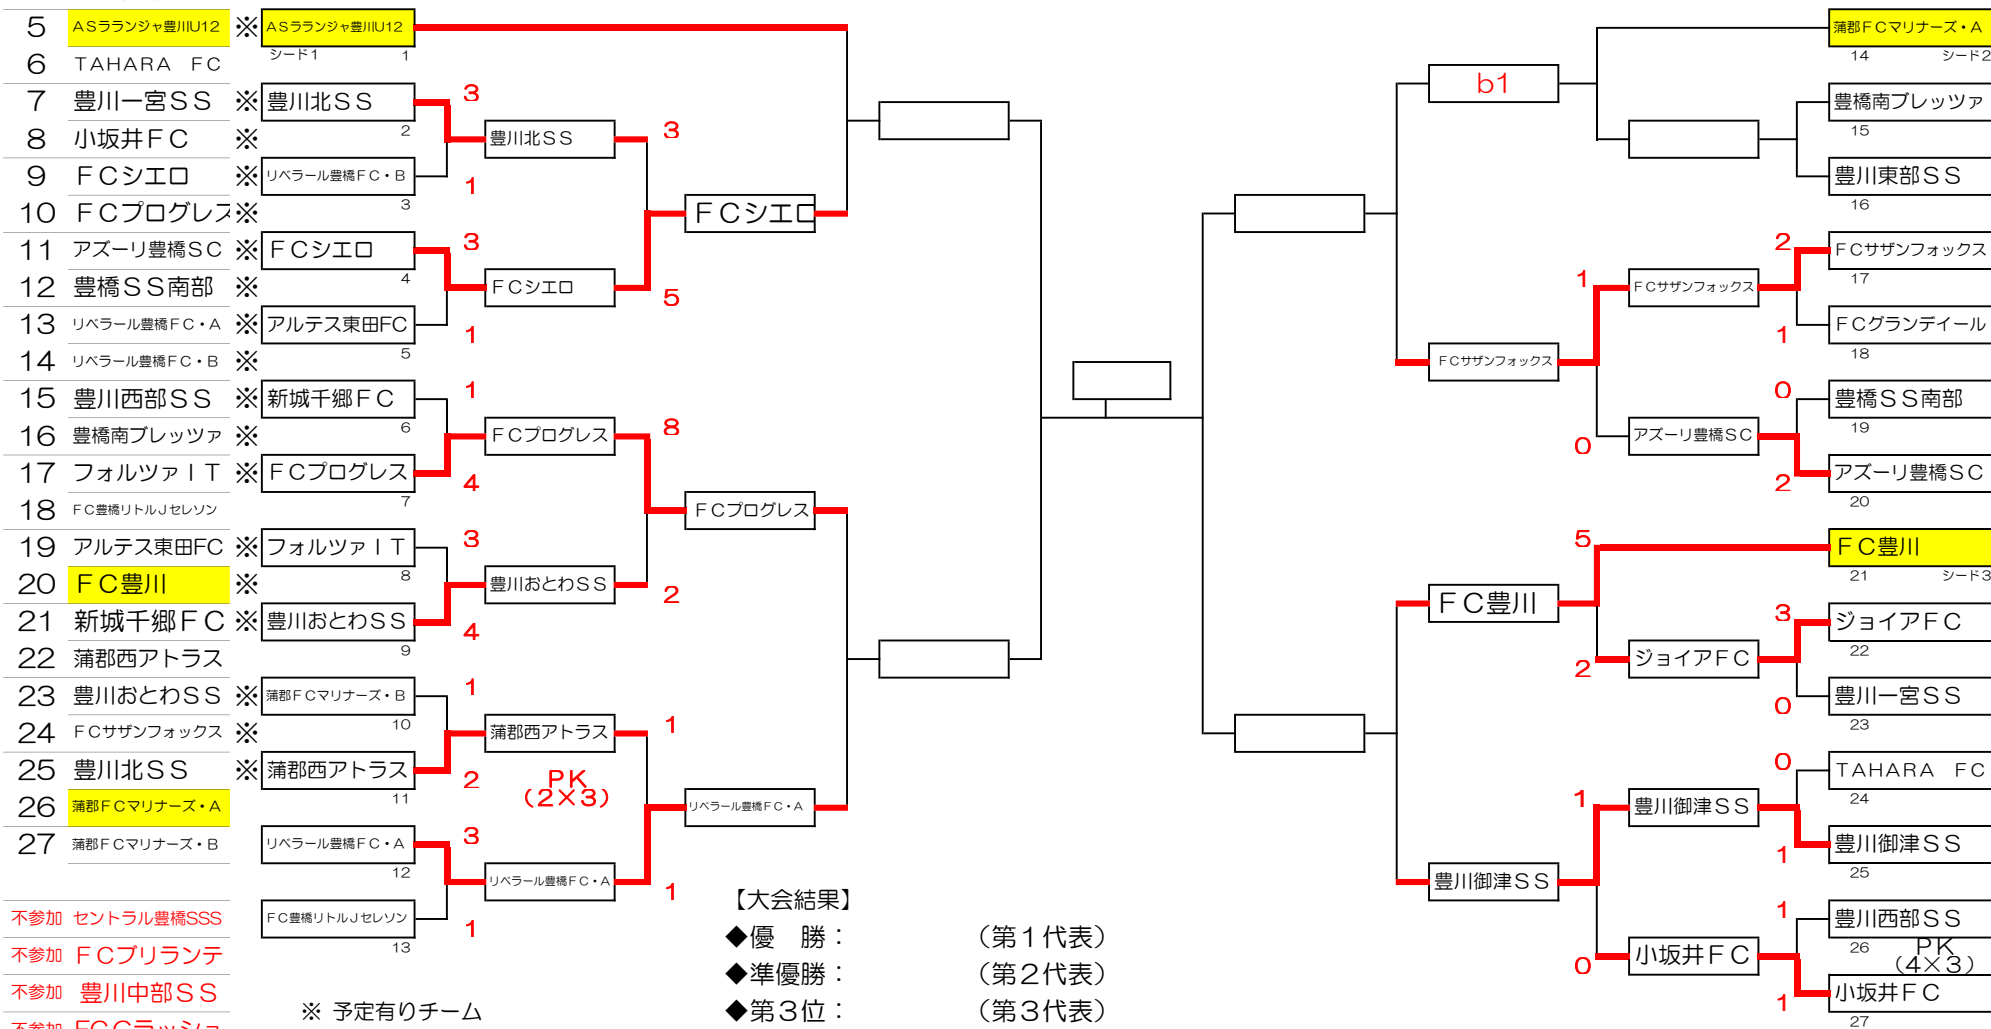 5 ASラランジャ豊川U12 ※
6 TAHARA FC
7 豊川一宮SS ※
8 小坂井FC ※
9 FCシエロ ※
10 FCプログレス ※
11 アズーリ豊橋SC ※
12 豊橋SS南部 ※
13 リベラール豊橋FC・A ※
14 リベラール豊橋FC・B ※
15 豊川西部SS ※
16 豊橋南ブレッツァ ※
17 フォルツァIT ※
18 FC豊橋リトルJセレソン
19 アルテス東田FC ※
20 FC豊川 ※
21 新城千郷FC ※
22 蒲郡西アトラス
23 豊川おとわSS ※
24 FCサザンフォックス ※
25 豊川北SS ※
26 蒲郡FCマリナーズ・A
27 蒲郡FCマリナーズ・B
不参加 セントラル豊橋SSS
不参加 FCブリランテ
不参加 豊川中部SS
ASラランジャ豊川U12
シード1 1
豊川北SS
2
リベラール豊橋FC・B
3
FCシエロ
4
アルテス東田FC
5
新城千郷FC
6
FCプログレス
7
フォルツァIT
8
豊川おとわSS
9
蒲郡FCマリナーズ・B
10
蒲郡西アトラス
11
リベラール豊橋FC・A
12
FC豊橋リトルJセレソン
13
3
1
3
1
1
4
3
4
1
2
3
1
豊川北SS
FCシエロ
FCプログレス
豊川おとわSS
蒲郡西アトラス
PK
(2×3)
リベラール豊橋FC・A
3
5
8
2
1
1
FCシエロ
FCプログレス
リベラール豊橋FC・A
b1
FCサザンフォックス
FC豊川
豊川御津SS
1
0
5
2
1
0
FCサザンフォックス
アズーリ豊橋SC
ジョイアFC
豊川御津SS
小坂井FC
2
1
0
2
3
0
0
1
1
1
蒲郡FCマリナーズ・A
14 シード2
豊橋南ブレッツァ
15
豊川東部SS
16
FCサザンフォックス
17
FCグランデイール
18
豊橋SS南部
19
アズーリ豊橋SC
20
FC豊川
21 シード3
ジョイアFC
22
豊川一宮SS
23
TAHARA FC
24
豊川御津SS
25
豊川西部SS
26 PK
(4×3)
小坂井FC
27
【大会結果】
◆優 勝： （第1代表）
◆準優勝： （第2代表）
◆第3位： （第3代表）
※ 予定有りチーム